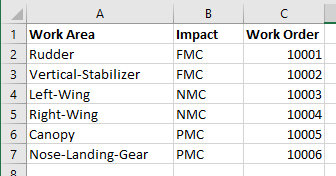 A B C
1 Work Area Impact Work Order
2 Rudder FMC 10001
3 Vertical-Stabilizer FMC 10002
4 Left-Wing NMC 10003
5 Right-Wing NMC 10004
6 Canopy PMC 10005
7 Nose-Landing-Gear PMC 10006
8